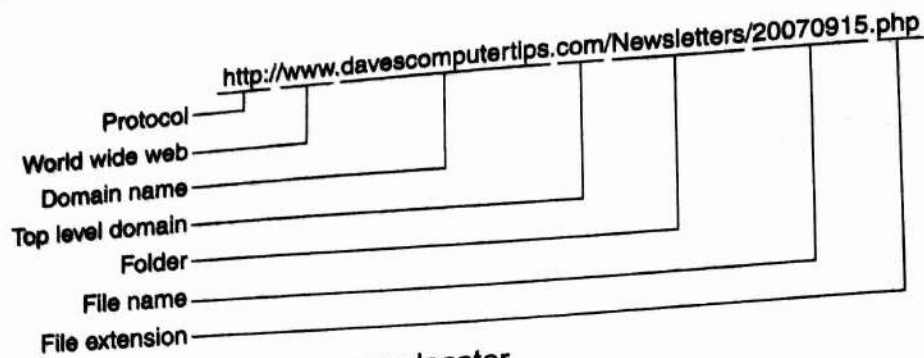 http://www.davescomputertips.com/Newsletters/20070915.php
Protocol
World wide web
Domain name
Top level domain
Folder
File name
File extension